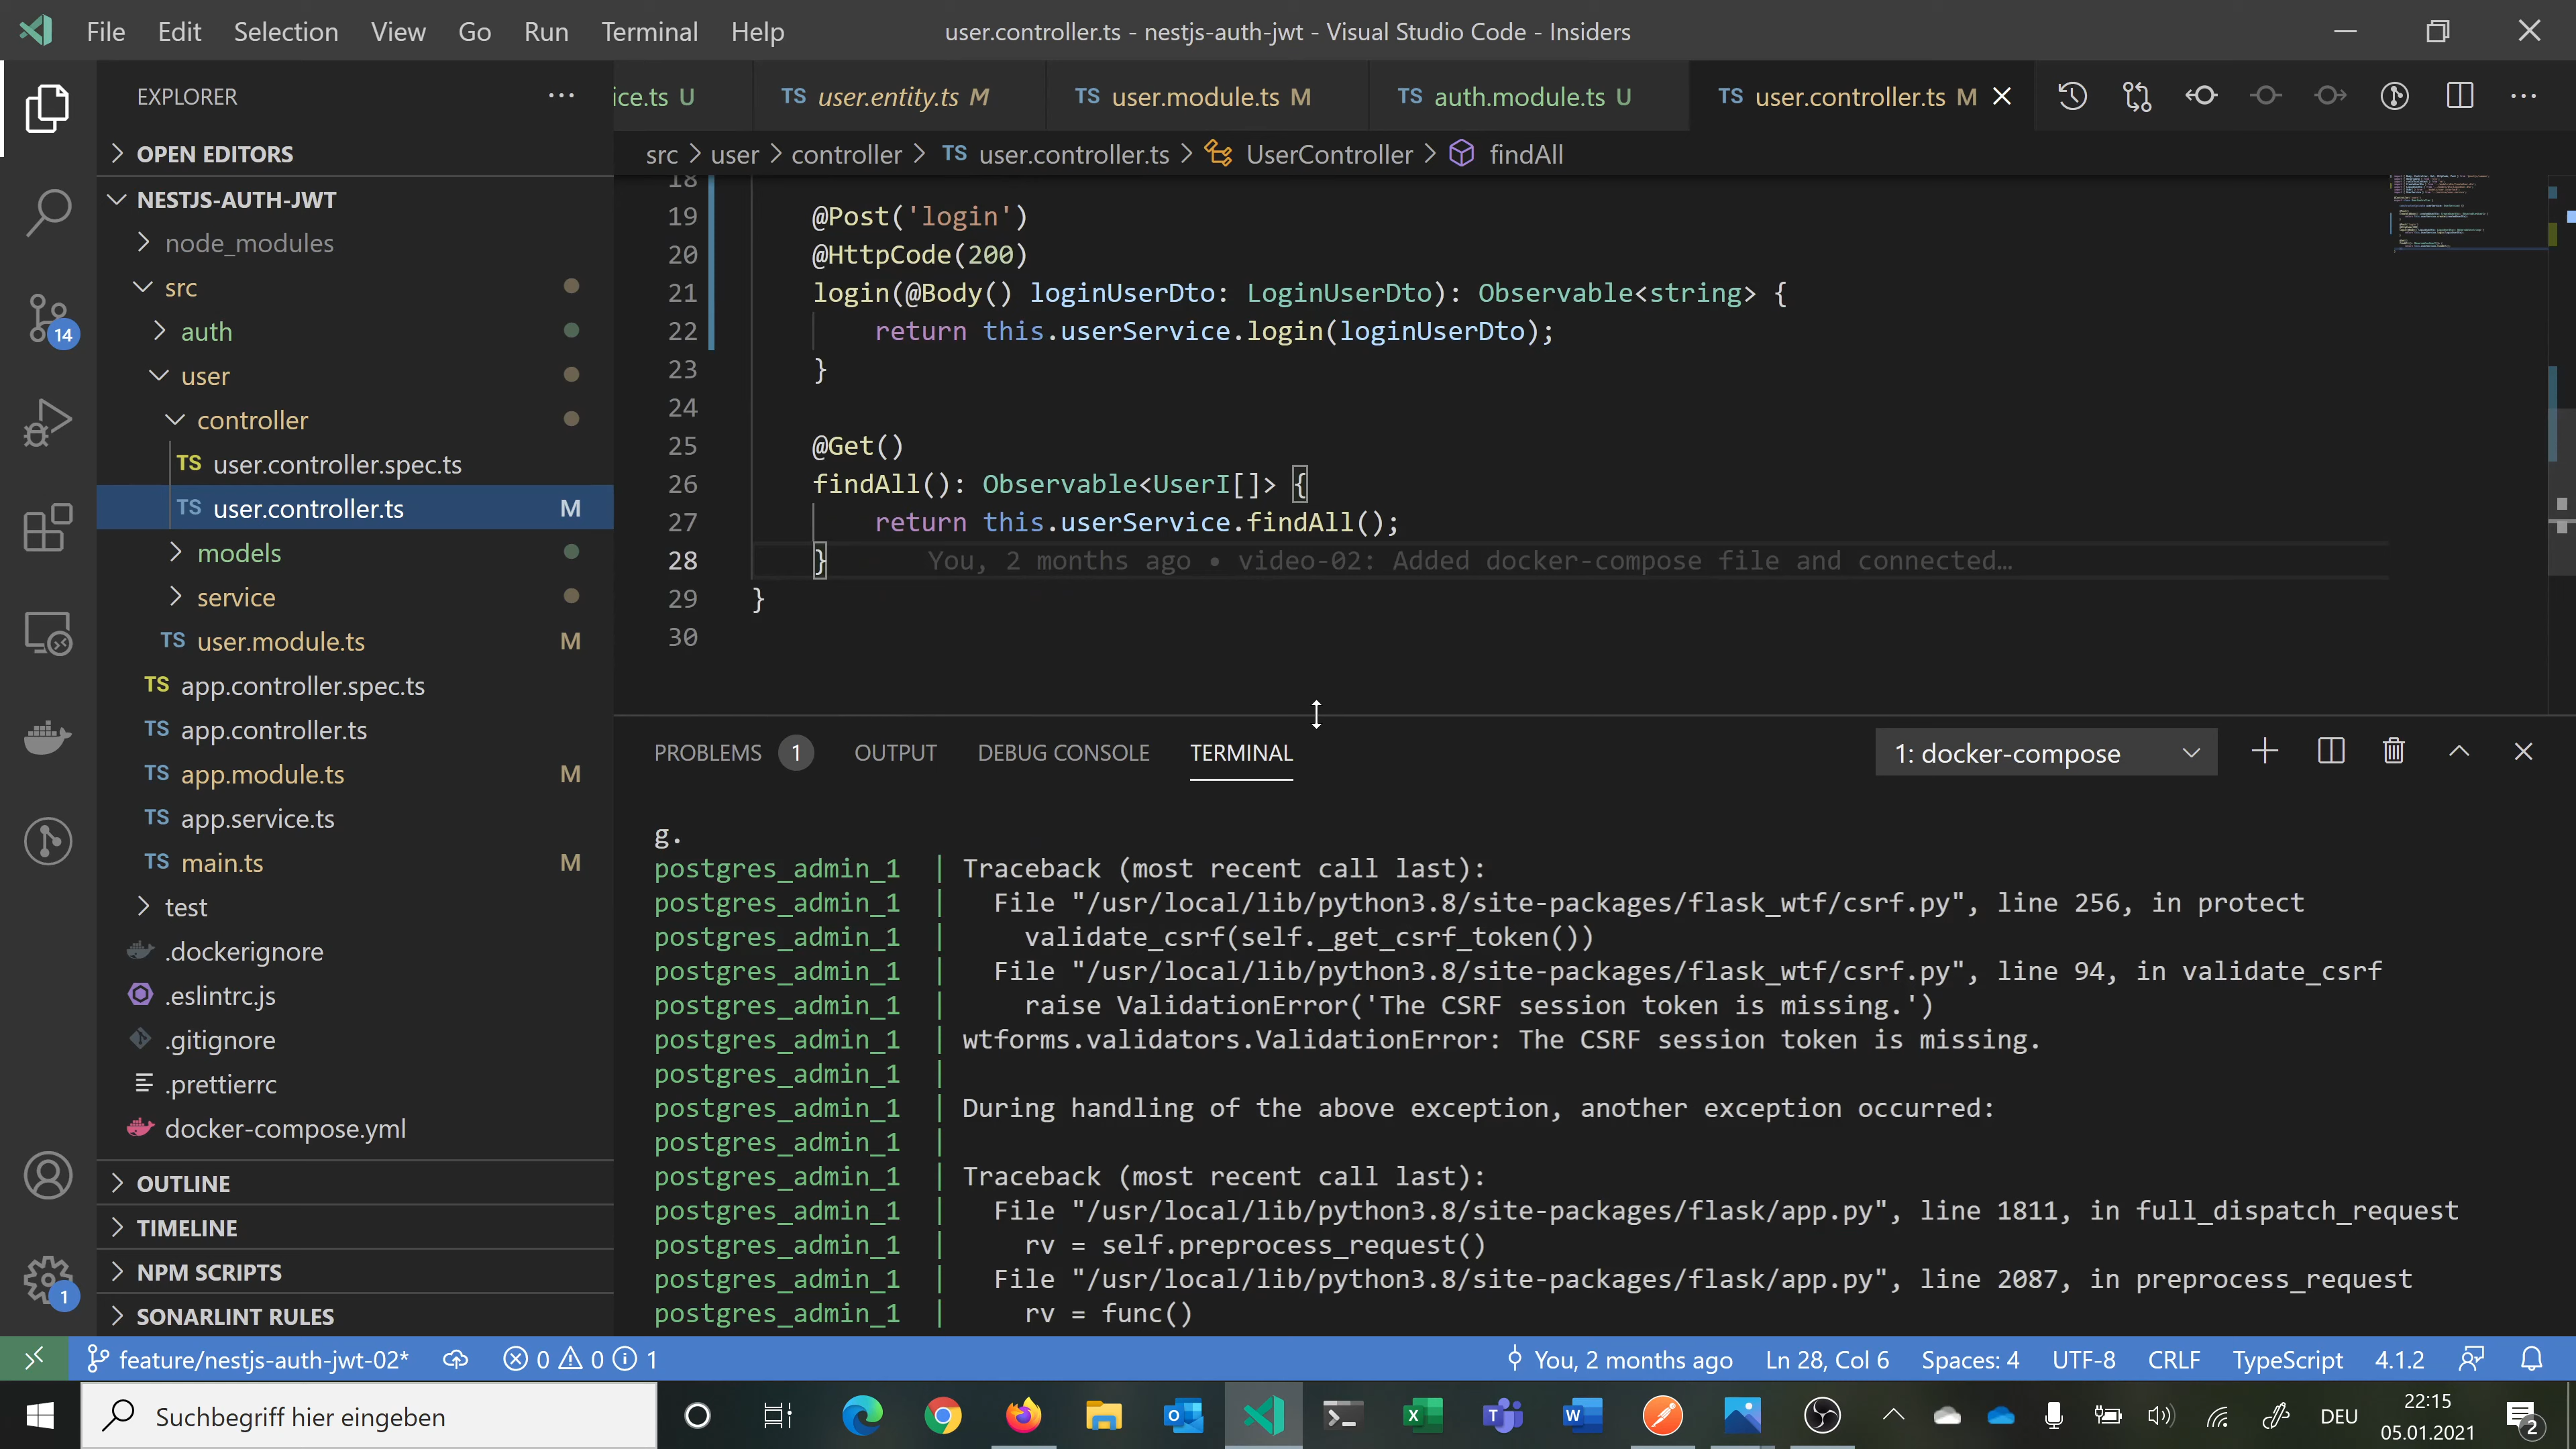 File Edit Selection View Go Run Terminal Help
user.controller.ts - nestjs-auth-jwt - Visual Studio Code - Insiders
EXPLORER
ice.ts U
TS user.entity.ts M
TS user.module.ts M
TS auth.module.ts U
TS user.controller.ts M
OPEN EDITORS
NESTJS-AUTH-JWT
node_modules
src
auth
user
controller
TS user.controller.spec.ts
TS user.controller.ts M
models
service
TS user.module.ts M
TS app.controller.spec.ts
TS app.controller.ts
TS app.module.ts M
TS app.service.ts
TS main.ts M
test
.dockerignore
.eslintrc.js
.gitignore
.prettierrc
docker-compose.yml
OUTLINE
TIMELINE
NPM SCRIPTS
SONARLINT RULES
14
1
src > user > controller > TS user.controller.ts > UserController > findAll
18
19 @Post('login')
20 @HttpCode(200)
21 login(@Body() loginUserDto: LoginUserDto): Observable<string> {
22 return this.userService.login(loginUserDto);
23 }
24
25 @Get()
26 findAll(): Observable<UserI[]> {
27 return this.userService.findAll();
28 } You, 2 months ago • video-02: Added docker-compose file and connected…
29 }
30
PROBLEMS 1 OUTPUT DEBUG CONSOLE TERMINAL
1: docker-compose
g.
postgres_admin_1 | Traceback (most recent call last):
postgres_admin_1 | File "/usr/local/lib/python3.8/site-packages/flask_wtf/csrf.py", line 256, in protect
postgres_admin_1 | validate_csrf(self._get_csrf_token())
postgres_admin_1 | File "/usr/local/lib/python3.8/site-packages/flask_wtf/csrf.py", line 94, in validate_csrf
postgres_admin_1 | raise ValidationError('The CSRF session token is missing.')
postgres_admin_1 | wtforms.validators.ValidationError: The CSRF session token is missing.
postgres_admin_1 |
postgres_admin_1 | During handling of the above exception, another exception occurred:
postgres_admin_1 |
postgres_admin_1 | Traceback (most recent call last):
postgres_admin_1 | File "/usr/local/lib/python3.8/site-packages/flask/app.py", line 1811, in full_dispatch_request
postgres_admin_1 | rv = self.preprocess_request()
postgres_admin_1 | File "/usr/local/lib/python3.8/site-packages/flask/app.py", line 2087, in preprocess_request
postgres_admin_1 | rv = func()
feature/nestjs-auth-jwt-02* 0 0 1
You, 2 months ago Ln 28, Col 6 Spaces: 4 UTF-8 CRLF TypeScript 4.1.2
Suchbegriff hier eingeben
DEU
22:15
05.01.2021
2